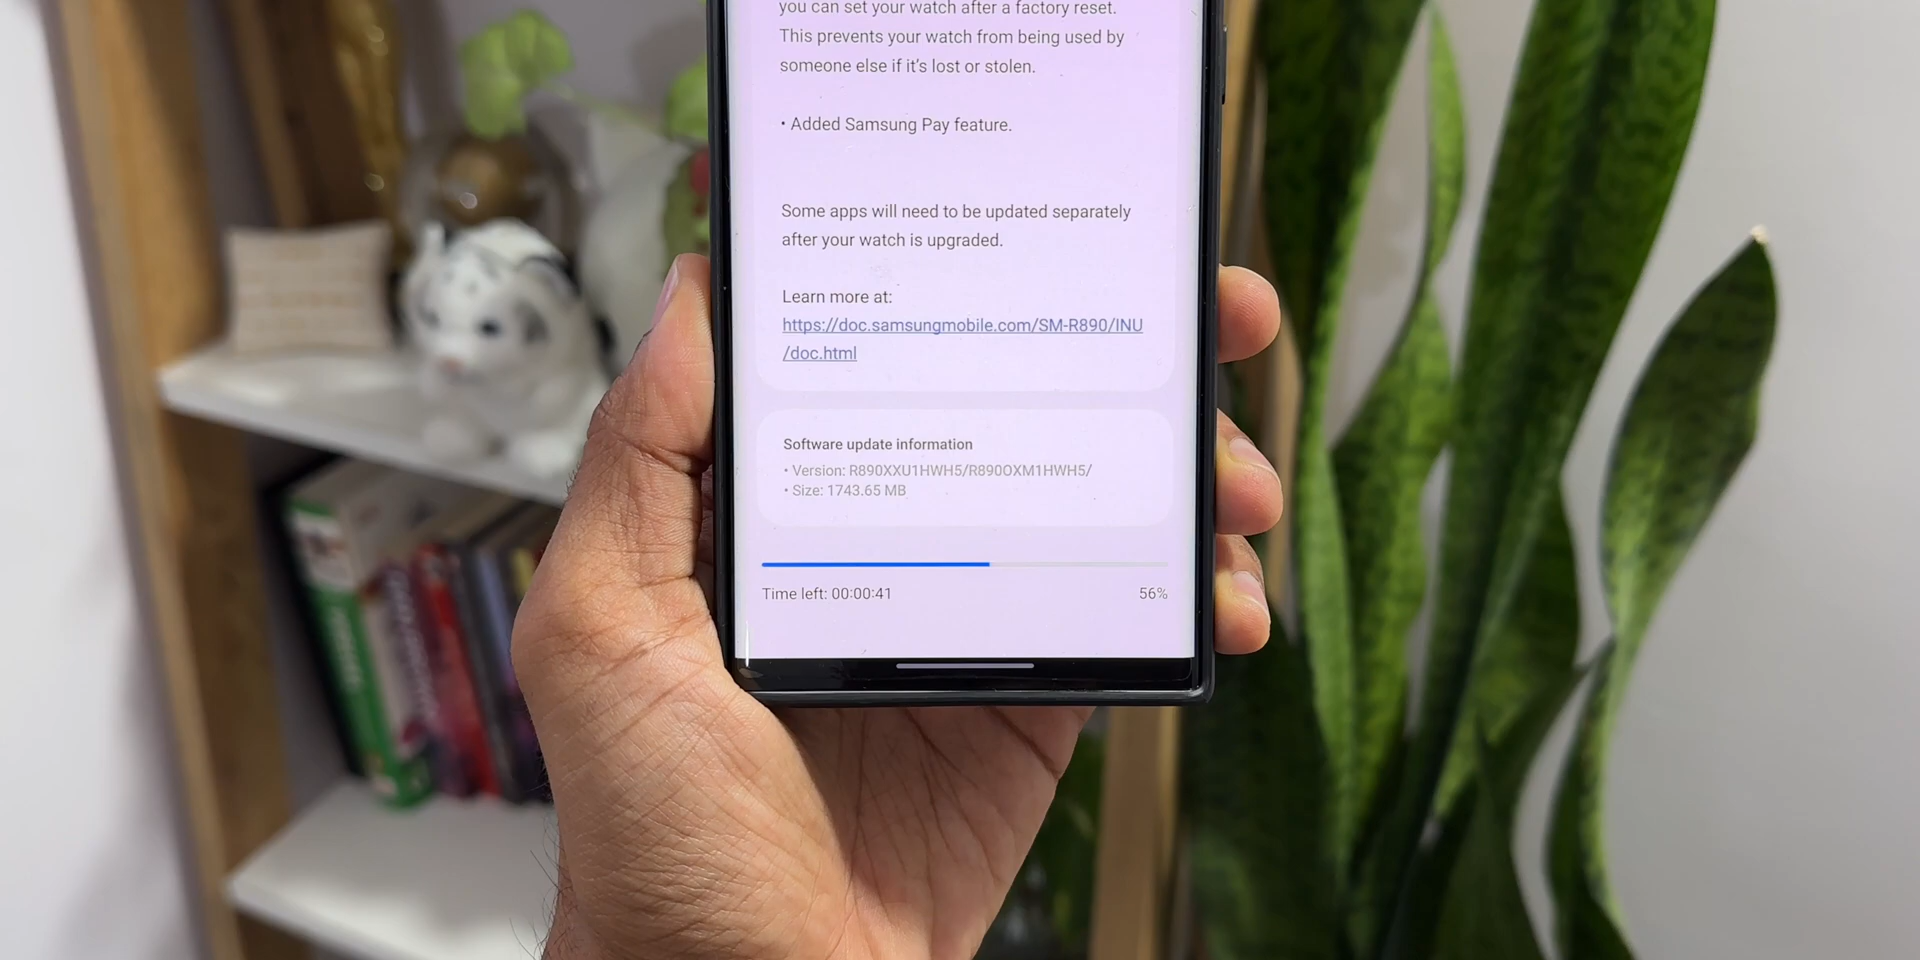 you can set your watch after a factory reset.
This prevents your watch from being used by
someone else if it's lost or stolen.
• Added Samsung Pay feature.
Some apps will need to be updated separately
after your watch is upgraded.
Learn more at:
https://doc.samsungmobile.com/SM-R890/INU
/doc.html
Software update information
• Version: R890XXU1HWH5/R890OXM1HWH5/
• Size: 1743.65 MB
Time left: 00:00:41
56%